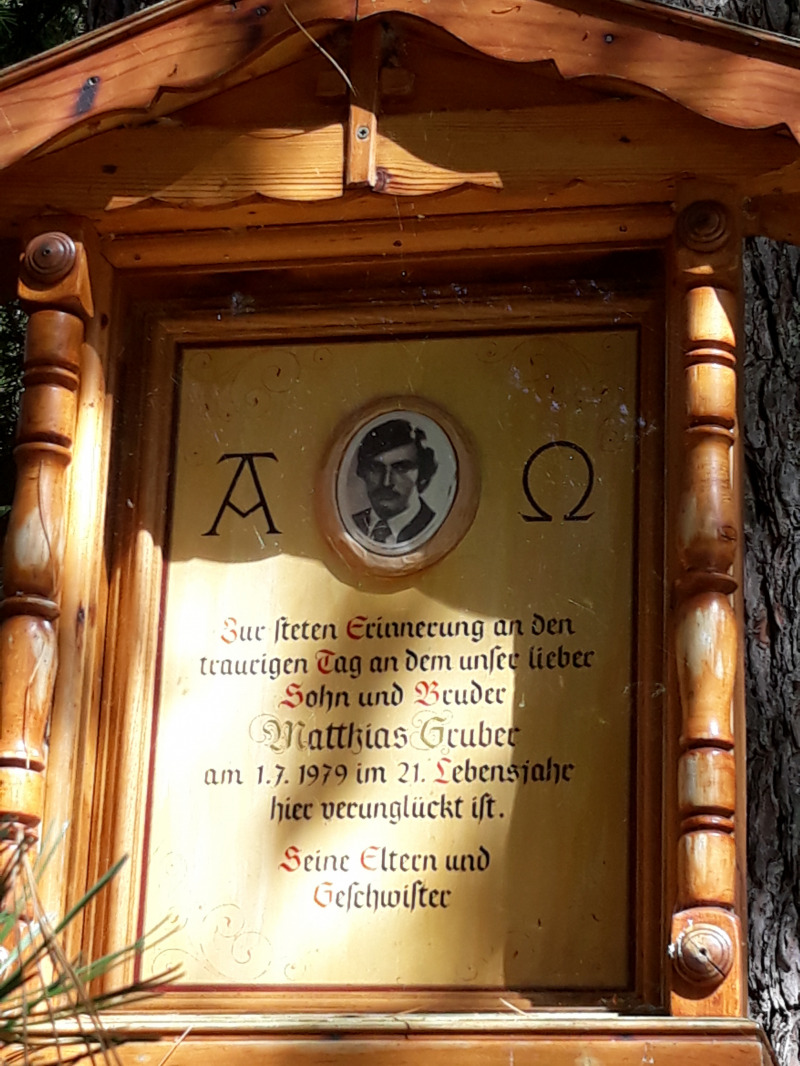 Α Ω
Zur steten Erinnerung an den
traurigen Tag an dem unser lieber
Sohn und Bruder
Matthias Gruber
am 1.7. 1979 im 21. Lebensjahr
hier verunglückt ist.
Seine Eltern und
Geschwister